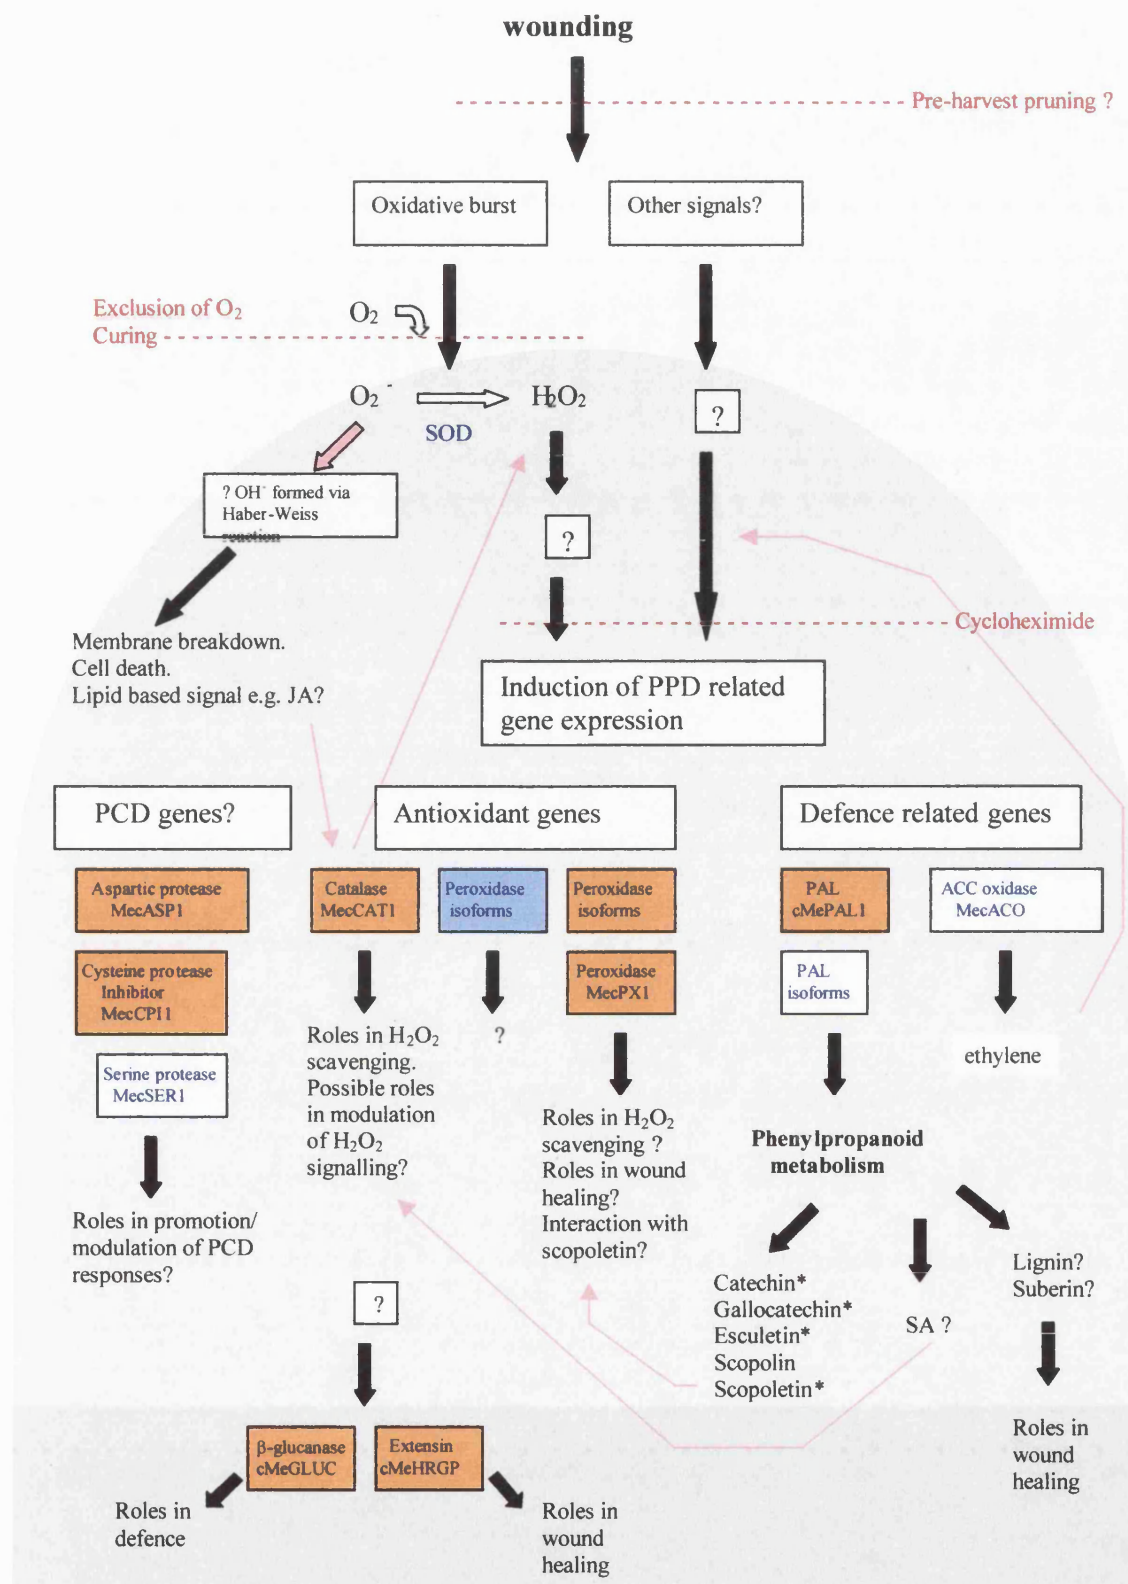 wounding
Pre-harvest pruning ?
Oxidative burst
Other signals?
Exclusion of O₂
Curing
O₂
O₂⁻
SOD
H₂O₂
?
? OH⁻ formed via
Haber-Weiss
reaction
?
Membrane breakdown.
Cell death.
Lipid based signal e.g. JA?
Cycloheximide
Induction of PPD related
gene expression
PCD genes?
Antioxidant genes
Defence related genes
Aspartic protease
MecASP1
Cysteine protease
Inhibitor
MecCPI1
Serine protease
MecSER1
Roles in promotion/
modulation of PCD
responses?
Catalase
MecCAT1
Roles in H₂O₂
scavenging.
Possible roles
in modulation
of H₂O₂
signalling?
Peroxidase
isoforms
?
Peroxidase
isoforms
Peroxidase
MecPX1
Roles in H₂O₂
scavenging ?
Roles in wound
healing?
Interaction with
scopoletin?
PAL
cMePAL1
PAL
isoforms
ACC oxidase
MecACO
ethylene
Phenylpropanoid
metabolism
Catechin*
Gallocatechin*
Esculetin*
Scopolin
Scopoletin*
SA ?
Lignin?
Suberin?
Roles in
wound
healing
?
β-glucanase
cMeGLUC
Extensin
cMeHRGP
Roles in
defence
Roles in
wound
healing